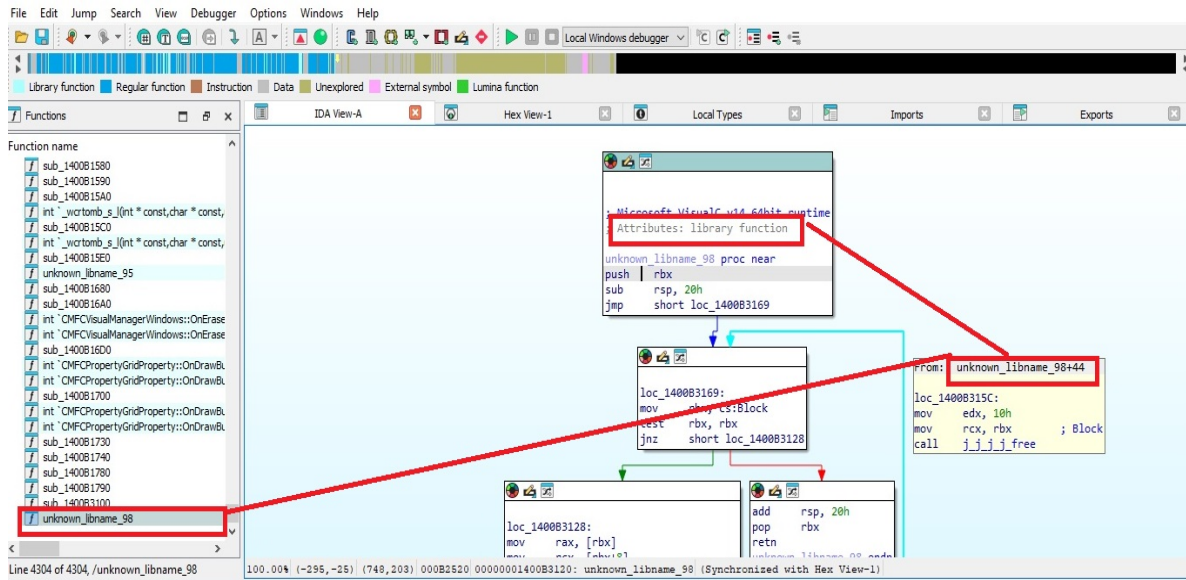 File Edit Jump Search View Debugger Options Windows Help
Local Windows debugger
Library function Regular function Instruction Data Unexplored External symbol Lumina function
Functions
IDA View-A Hex View-1 Local Types Imports Exports
Function name
sub_1400B1580
sub_1400B1590
sub_1400B15A0
int `_wcrtomb_s_l(int * const,char * const,
sub_1400B15C0
int `_wcrtomb_s_l(int * const,char * const,
sub_1400B15E0
unknown_libname_95
sub_1400B1680
sub_1400B16A0
int `CMFCVisualManagerWindows::OnErase
int `CMFCVisualManagerWindows::OnErase
sub_1400B16D0
int `CMFCPropertyGridProperty::OnDrawBu
int `CMFCPropertyGridProperty::OnDrawBu
sub_1400B1700
int `CMFCPropertyGridProperty::OnDrawBu
int `CMFCPropertyGridProperty::OnDrawBu
sub_1400B1730
sub_1400B1740
sub_1400B1780
sub_1400B1790
sub_1400B3100
unknown_libname_98
Line 4304 of 4304, /unknown_libname_98
; Microsoft VisualC v14 64bit runtime
; Attributes: library function
unknown_libname_98 proc near
push rbx
sub rsp, 20h
jmp short loc_1400B3169
loc_1400B3169:
mov rbx, cs:Block
test rbx, rbx
jnz short loc_1400B3128
From: unknown_libname_98+44
loc_1400B315C:
mov edx, 10h
mov rcx, rbx ; Block
call j_j_j_j_free
loc_1400B3128:
mov rax, [rbx]
mov rcx, [rbx+8]
add rsp, 20h
pop rbx
retn
unknown_libname_98 endp
100.00% (-295,-25) (748,203) 000B2520 00000001400B3120: unknown_libname_98 (Synchronized with Hex View-1)